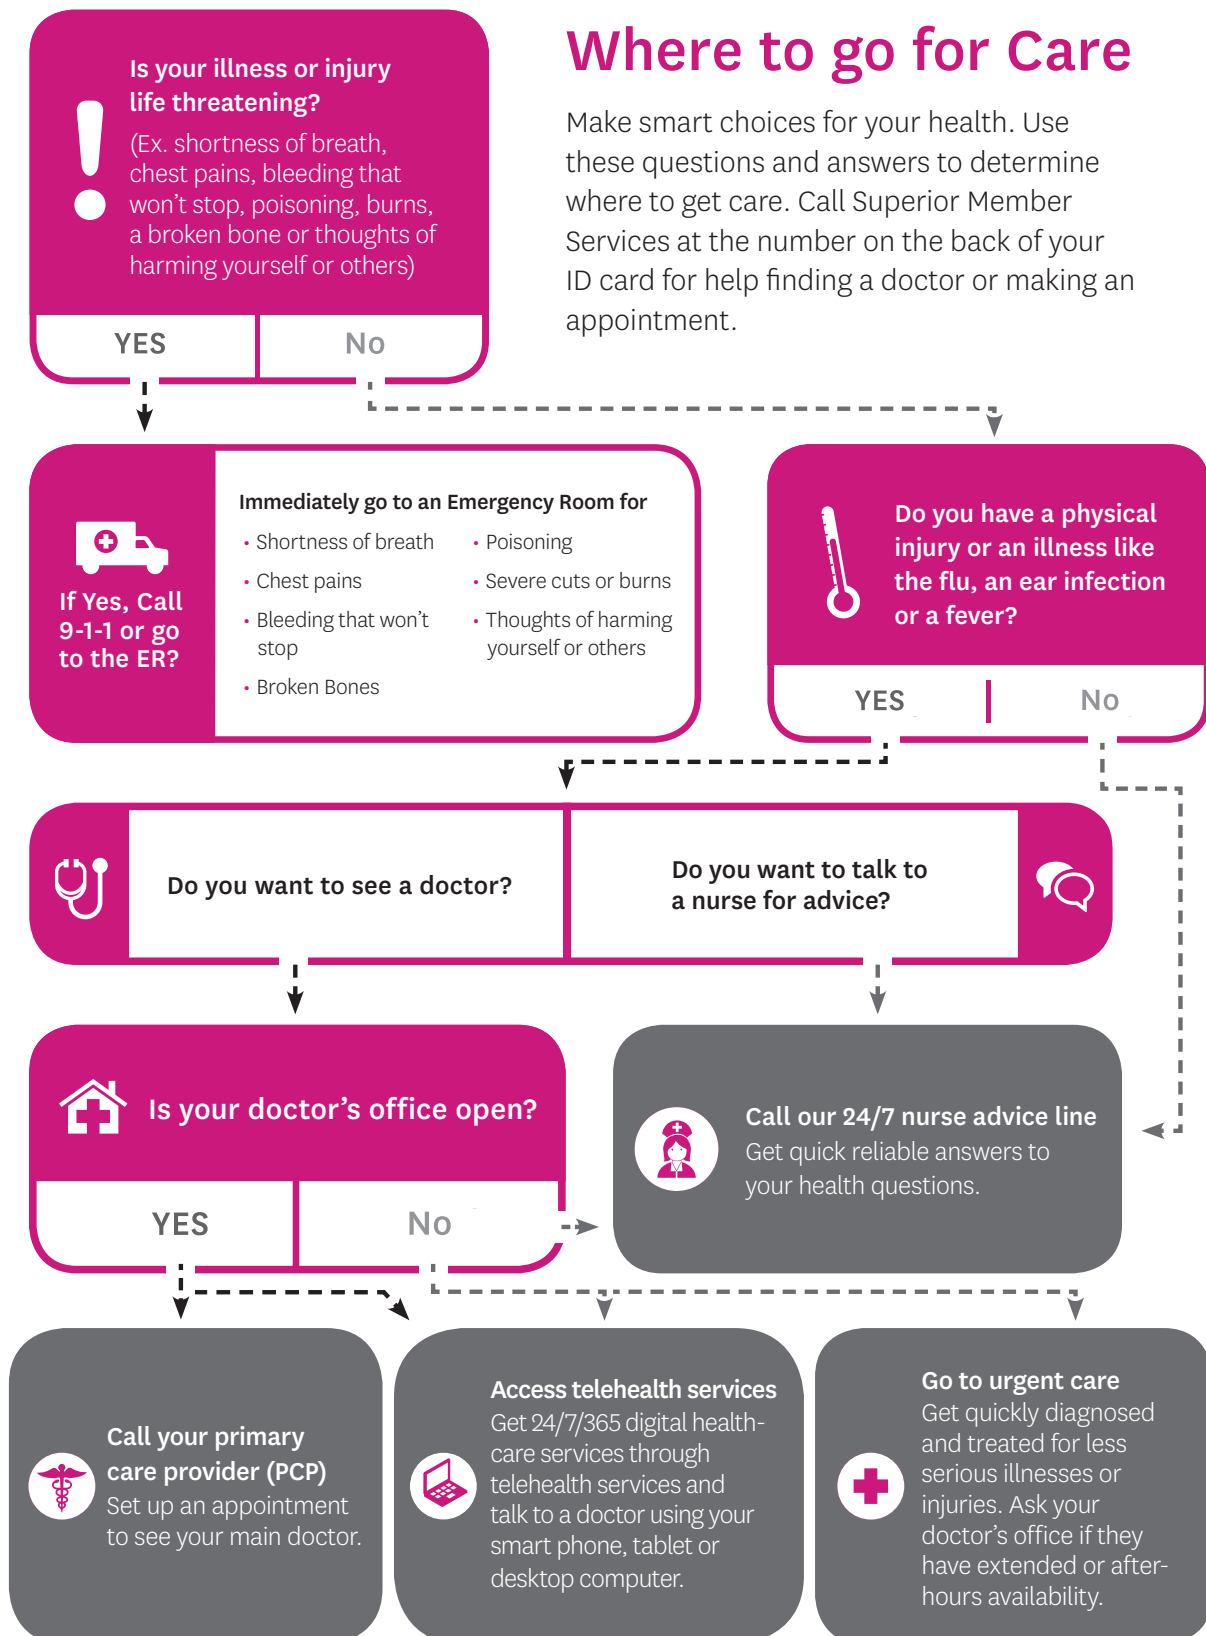 Where to go for Care
Make smart choices for your health. Use
these questions and answers to determine
where to get care. Call Superior Member
Services at the number on the back of your
ID card for help finding a doctor or making an
appointment.
Is your illness or injury
life threatening?
(Ex. shortness of breath,
chest pains, bleeding that
won't stop, poisoning, burns,
a broken bone or thoughts of
harming yourself or others)
YES
No
If Yes, Call
9-1-1 or go
to the ER?
Immediately go to an Emergency Room for
• Shortness of breath
• Chest pains
• Bleeding that won't
stop
• Broken Bones
• Poisoning
• Severe cuts or burns
• Thoughts of harming
yourself or others
Do you have a physical
injury or an illness like
the flu, an ear infection
or a fever?
YES
No
Do you want to see a doctor?
Do you want to talk to
a nurse for advice?
Is your doctor's office open?
YES
No
Call our 24/7 nurse advice line
Get quick reliable answers to
your health questions.
Call your primary
care provider (PCP)
Set up an appointment
to see your main doctor.
Access telehealth services
Get 24/7/365 digital health-
care services through
telehealth services and
talk to a doctor using your
smart phone, tablet or
desktop computer.
Go to urgent care
Get quickly diagnosed
and treated for less
serious illnesses or
injuries. Ask your
doctor's office if they
have extended or after-
hours availability.